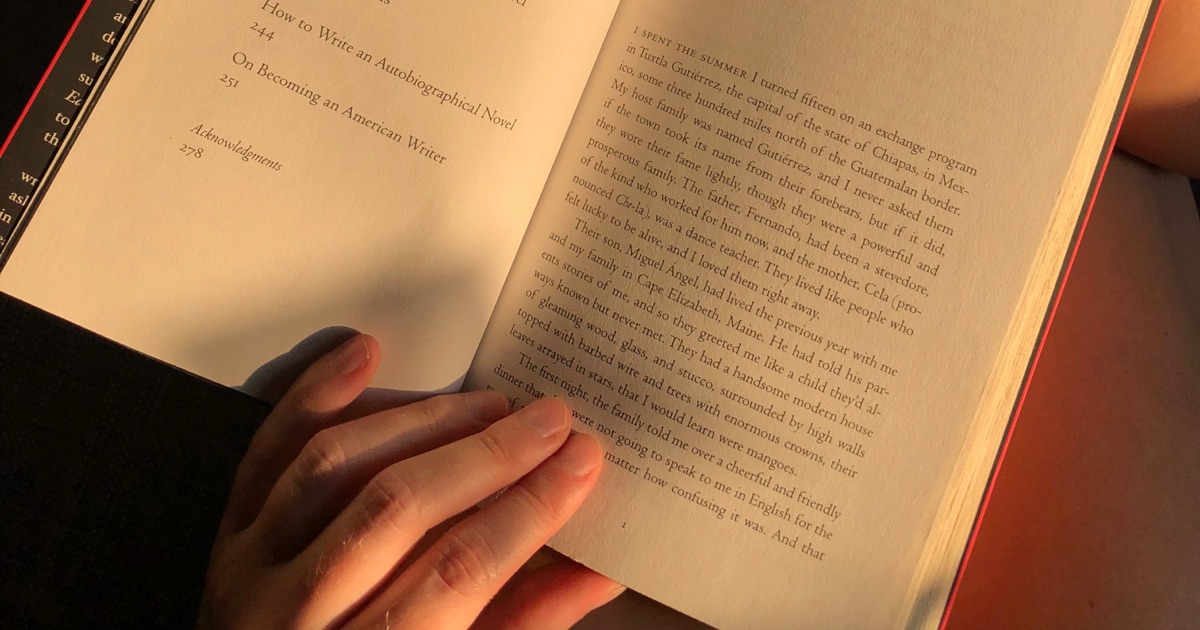 How to Write an Autobiographical Novel
244
On Becoming an American Writer
251
Acknowledgments
278
I SPENT THE SUMMER I turned fifteen on an exchange program
in Tuxtla Gutiérrez, the capital of the state of Chiapas, in Mex-
ico, some three hundred miles north of the Guatemalan border.
My host family was named Gutiérrez, and I never asked them
if the town took its name from their forebears, but if it did,
they wore their fame lightly, though they were a powerful and
prosperous family. The father, Fernando, had been a stevedore,
of the kind who worked for him now, and the mother, Cela (pro-
nounced Che-la), was a dance teacher. They lived like people who
felt lucky to be alive, and I loved them right away.
Their son, Miguel Ángel, had lived the previous year with me
and my family in Cape Elizabeth, Maine. He had told his par-
ents stories of me, and so they greeted me like a child they'd al-
ways known but never met. They had a handsome modern house
of gleaming wood, glass, and stucco, surrounded by high walls
topped with barbed wire and trees with enormous crowns, their
leaves arrayed in stars, that I would learn were mangoes.
The first night, the family told me over a cheerful and friendly
dinner that were not going to speak to me in English for the
of matter how confusing it was. And that
1